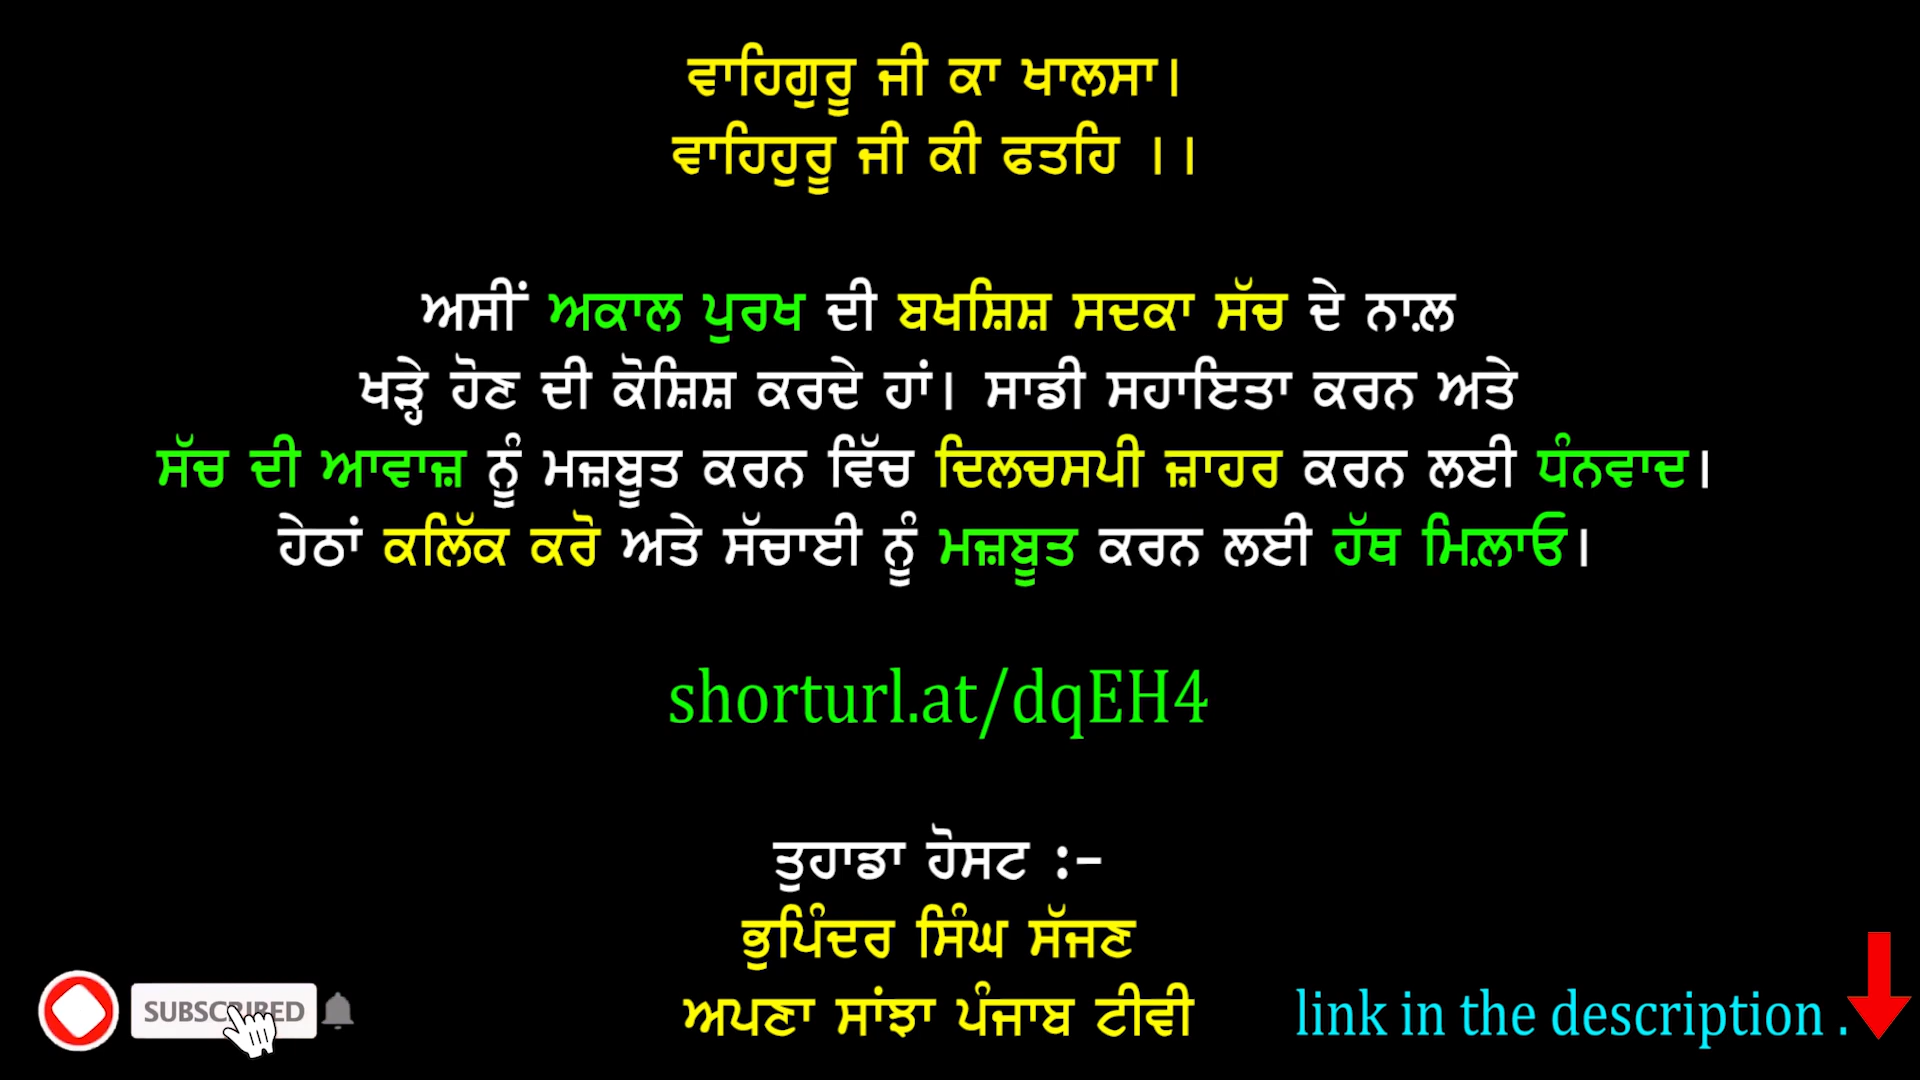 ਵਾਹਿਗੁਰੂ ਜੀ ਕਾ ਖਾਲਸਾ।
ਵਾਹਿਹੁਰੂ ਜੀ ਕੀ ਫਤਹਿ ।।
ਅਸੀਂ ਅਕਾਲ ਪੁਰਖ ਦੀ ਬਖਸ਼ਿਸ਼ ਸਦਕਾ ਸੱਚ ਦੇ ਨਾਲ਼
ਖੜ੍ਹੇ ਹੋਣ ਦੀ ਕੋਸ਼ਿਸ਼ ਕਰਦੇ ਹਾਂ। ਸਾਡੀ ਸਹਾਇਤਾ ਕਰਨ ਅਤੇ
ਸੱਚ ਦੀ ਆਵਾਜ਼ ਨੂੰ ਮਜ਼ਬੂਤ ਕਰਨ ਵਿੱਚ ਦਿਲਚਸਪੀ ਜ਼ਾਹਰ ਕਰਨ ਲਈ ਧੰਨਵਾਦ।
ਹੇਠਾਂ ਕਲਿੱਕ ਕਰੋ ਅਤੇ ਸੱਚਾਈ ਨੂੰ ਮਜ਼ਬੂਤ ਕਰਨ ਲਈ ਹੱਥ ਮਿਲ਼ਾਓ।
shorturl.at/dqEH4
ਤੁਹਾਡਾ ਹੋਸਟ :-
ਭੁਪਿੰਦਰ ਸਿੰਘ ਸੱਜਣ
ਅਪਣਾ ਸਾਂਝਾ ਪੰਜਾਬ ਟੀਵੀ
SUBSCRIBED
link in the description .